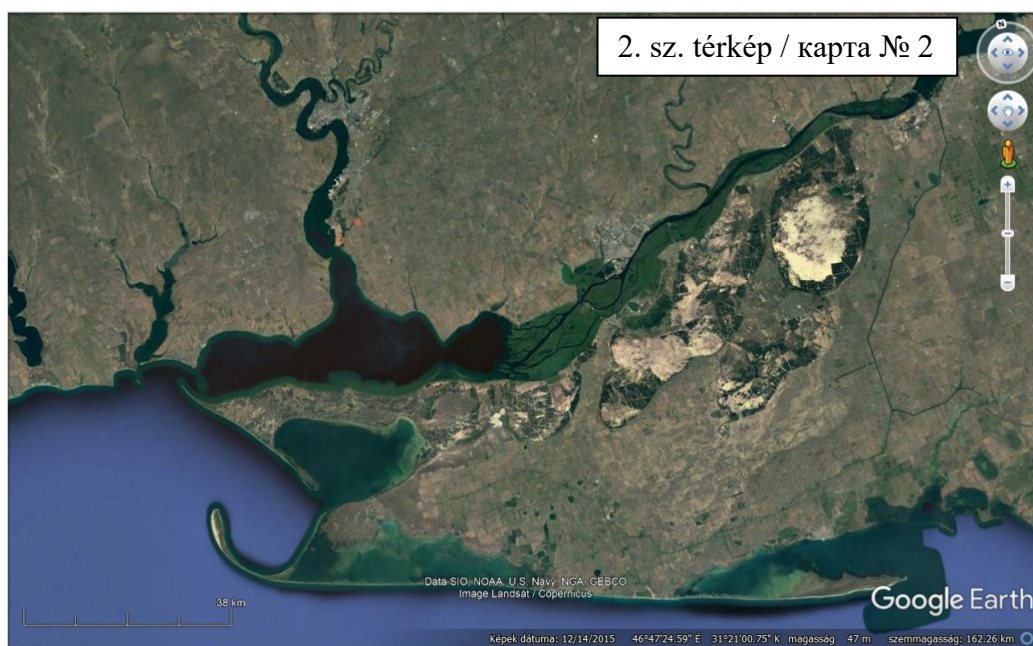 2. sz. térkép / карта № 2
N
Data SIO, NOAA, U.S. Navy, NGA, GEBCO
Image Landsat / Copernicus
38 km
Google Earth
Képek dátuma: 12/14/2015 46°47'24.59" É 31°21'00.75" K magasság 47 m szemmagasság: 162.26 km